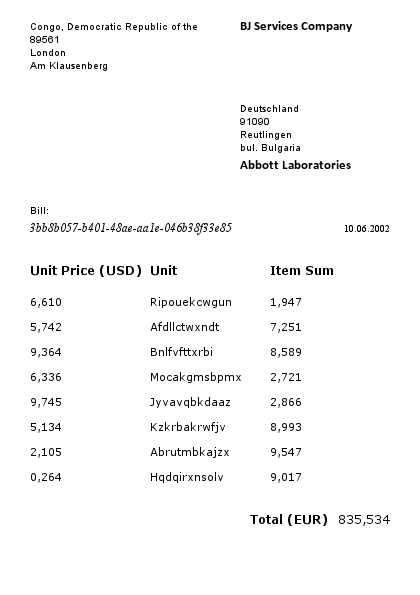 Congo, Democratic Republic of the
89561
London
Am Klausenberg
BJ Services Company
Deutschland
91090
Reutlingen
bul. Bulgaria
Abbott Laboratories
Bill:
3bb8b057-b401-48ae-aa1e-046b38f33e85
10.06.2002
Unit Price (USD) Unit Item Sum
6,610 Ripouekcwgun 1,947
5,742 Afdllctwxndt 7,251
9,364 Bnlfvfttxrbi 8,589
6,336 Mocakgmsbpmx 2,721
9,745 Jyvavqbkdaaz 2,866
5,134 Kzkrbakrwfjv 8,993
2,105 Abrutmbkajzx 9,547
0,264 Hqdqirxnsolv 9,017
Total (EUR) 835,534